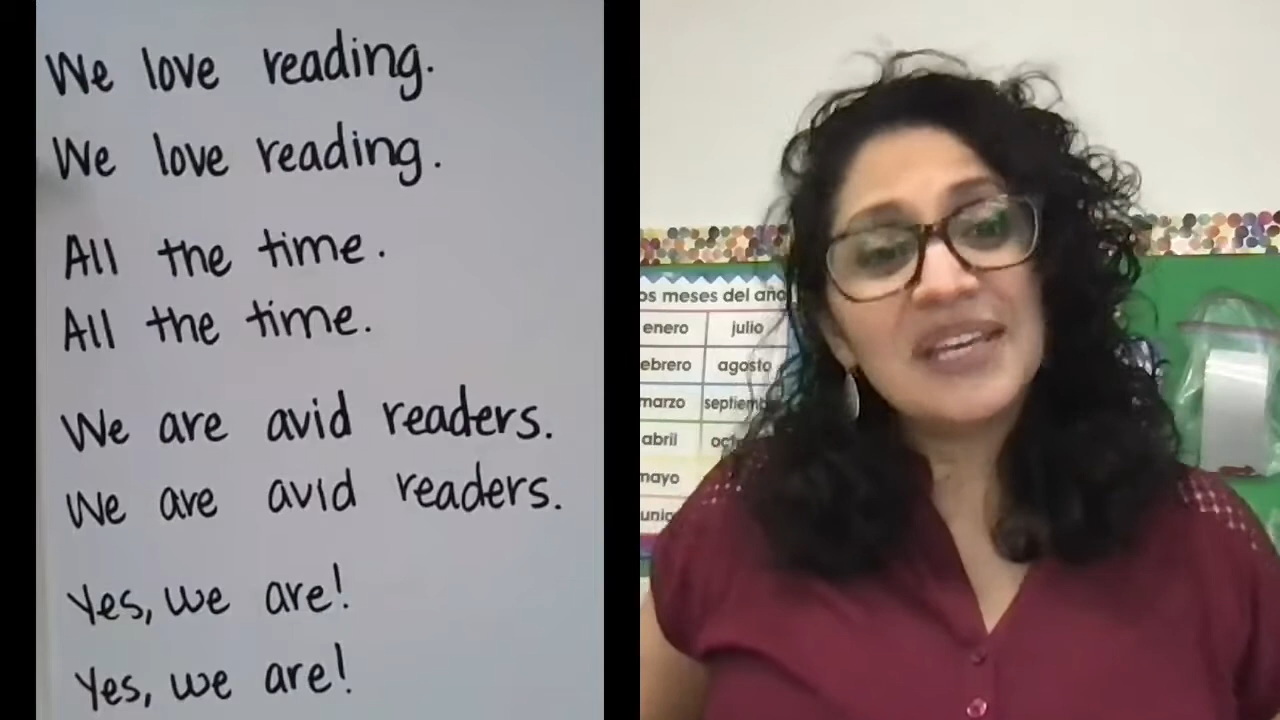 We love reading.
We love reading.
All the time.
All the time.
We are avid readers.
We are avid readers.
Yes, we are!
Yes, we are!
os meses del año
enero julio
ebrero agosto
marzo septiemb
abril oct
mayo
unio